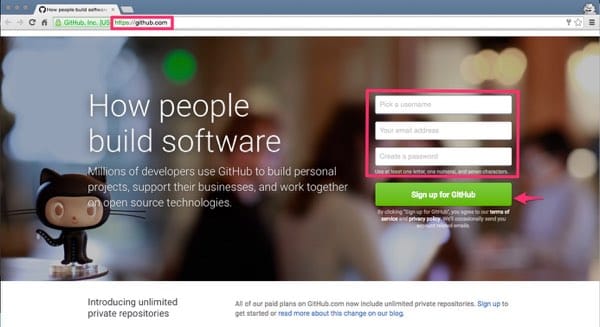 How people build softwar
GitHub, Inc. [US]
https://github.com
How people
build software
Millions of developers use GitHub to build personal
projects, support their businesses, and work together
on open source technologies.
Pick a username
Your email address
Create a password
Use at least one letter, one numeral, and seven characters.
Sign up for GitHub
By clicking "Sign up for GitHub", you agree to our terms of
service and privacy policy. We'll occasionally send you
account related emails.
Introducing unlimited
private repositories
All of our paid plans on GitHub.com now include unlimited private repositories. Sign up to
get started or read more about this change on our blog.